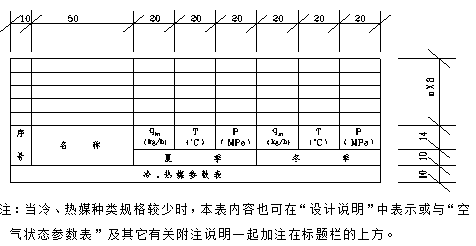 10 50 20 20 20 20 20 20
mX8
序号 名 称 qm (kg/h) T (℃) P (MPa) qm (kg/h) T (℃) P (MPa)
14
夏 季 冬 季
10
冷、热媒参数表
10
注：当冷、热媒种类规格较少时，本表内容也可在“设计说明”中表示或与“空
气状态参数表”及其它有关附注说明一起加注在标题栏的上方。